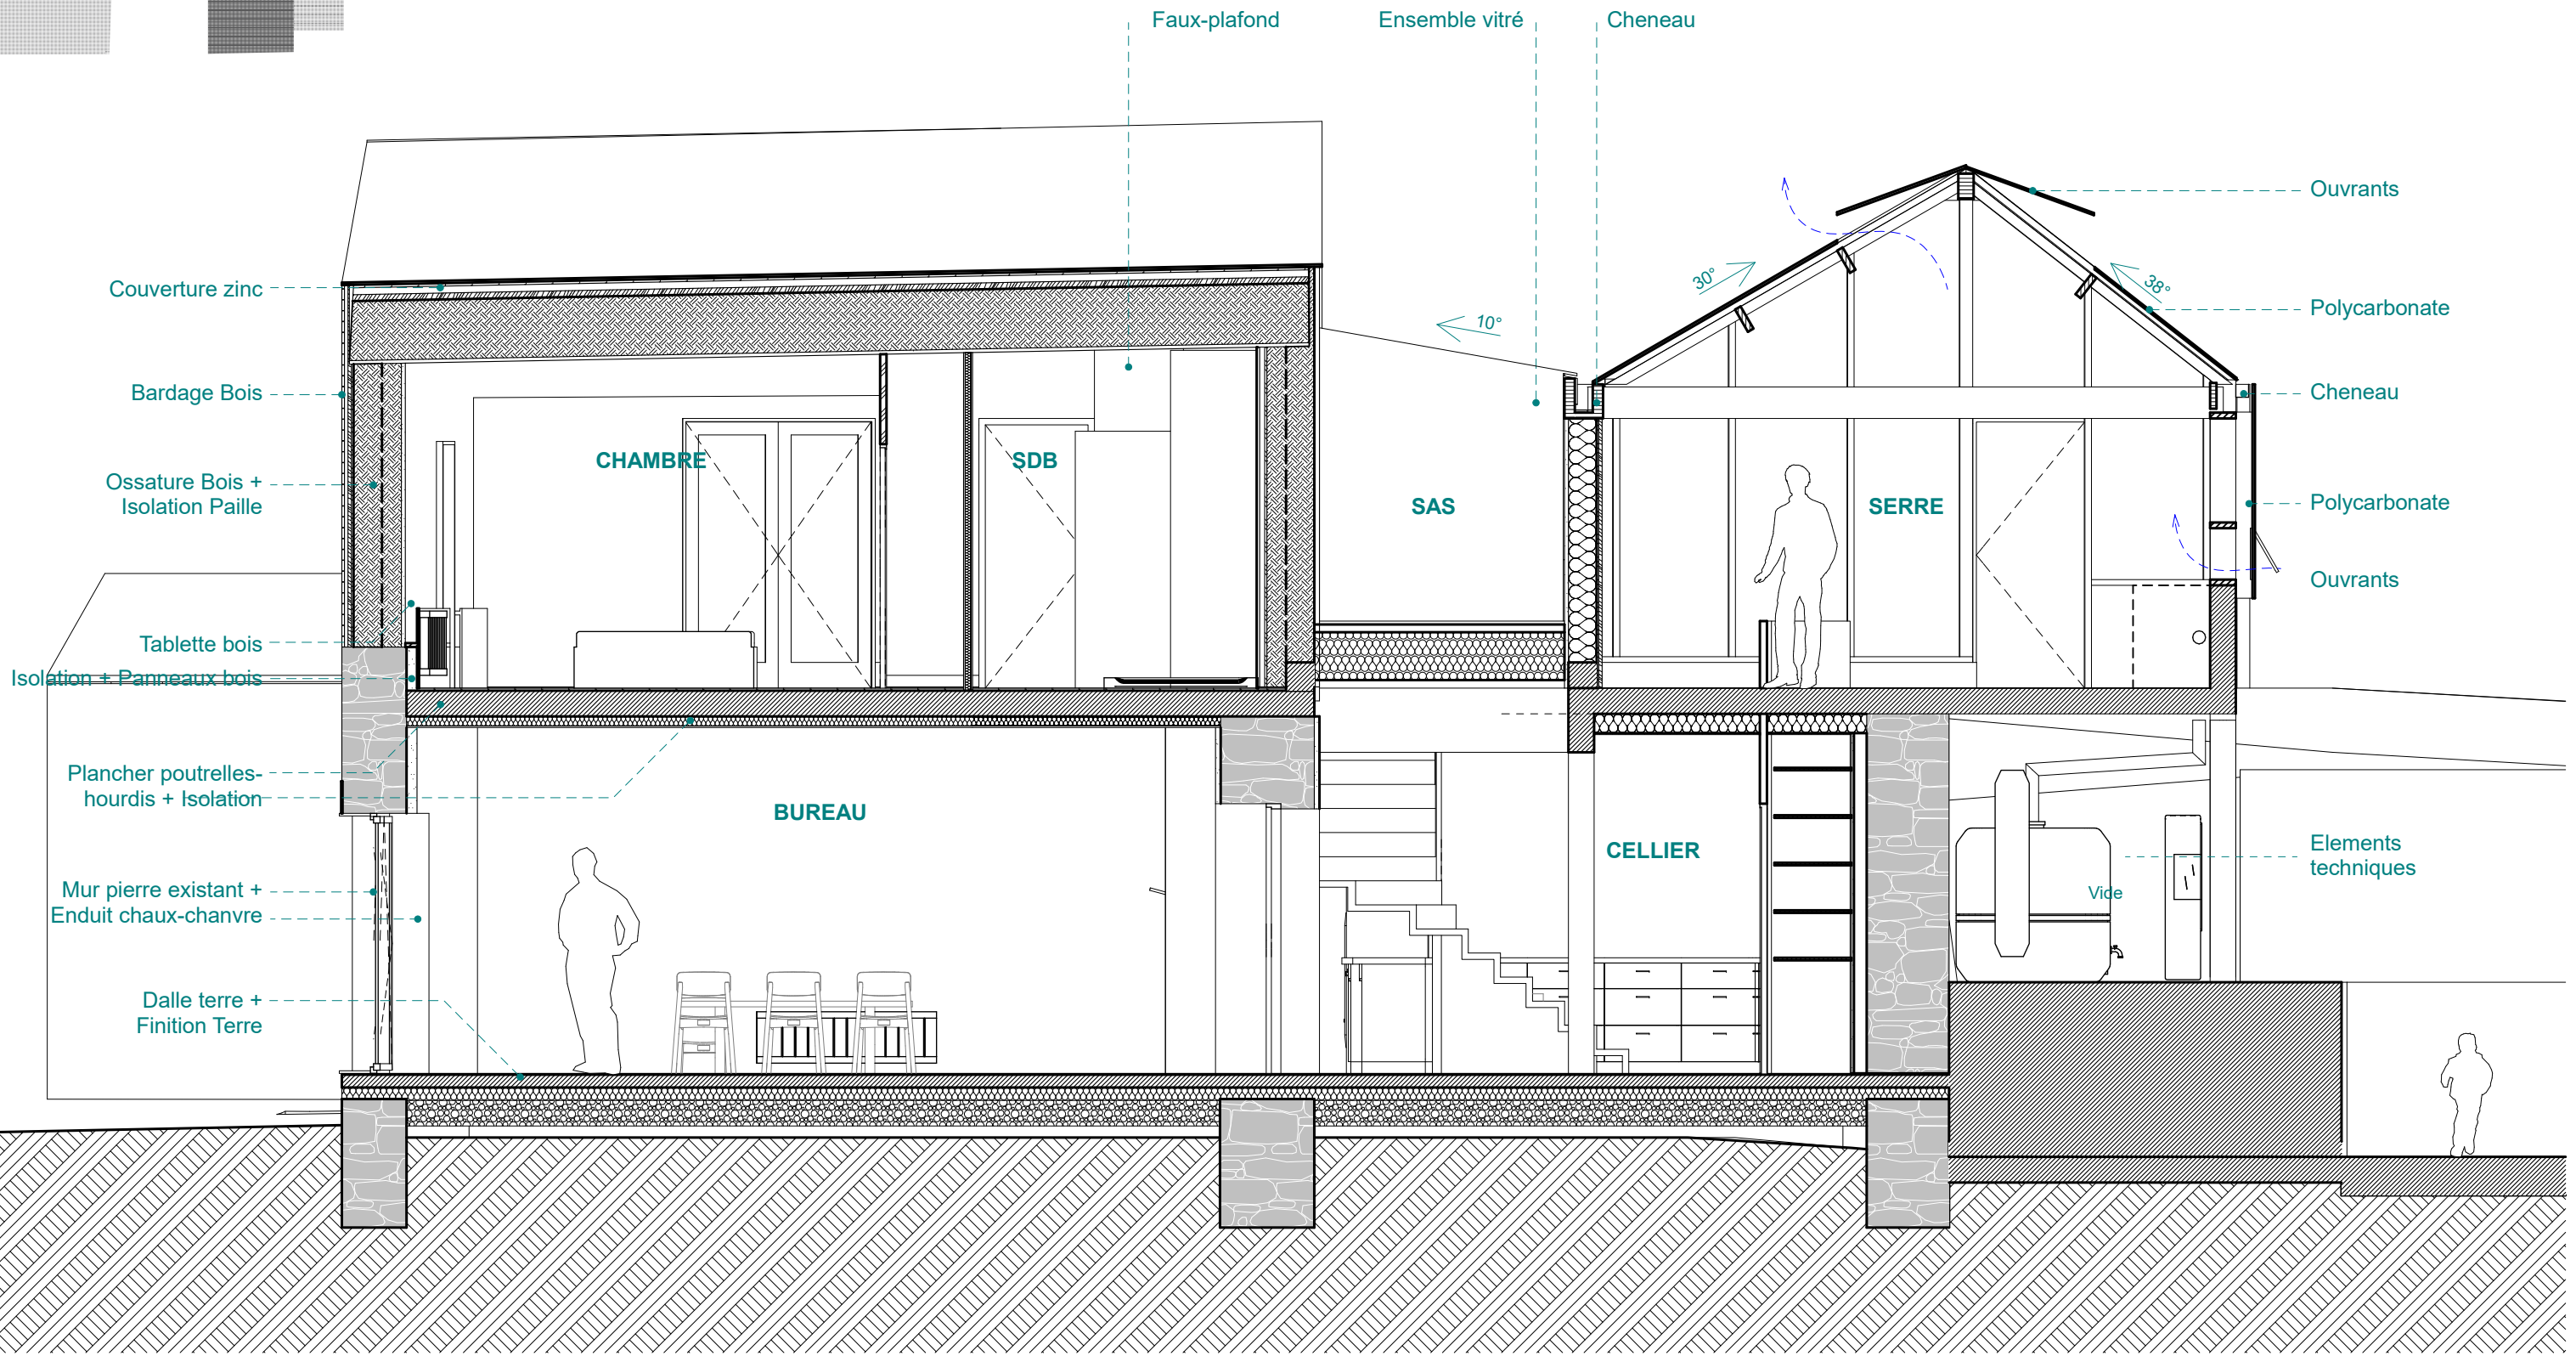 Faux-plafond
Ensemble vitré
Cheneau
Ouvrants
Couverture zinc
30°
38°
Polycarbonate
10°
Bardage Bois
Cheneau
CHAMBRE
SDB
Ossature Bois +
Isolation Paille
SAS
SERRE
Polycarbonate
Ouvrants
Tablette bois
Isolation + Panneaux bois
Plancher poutrelles-
hourdis + Isolation
BUREAU
CELLIER
Elements
techniques
Vide
Mur pierre existant +
Enduit chaux-chanvre
Dalle terre +
Finition Terre